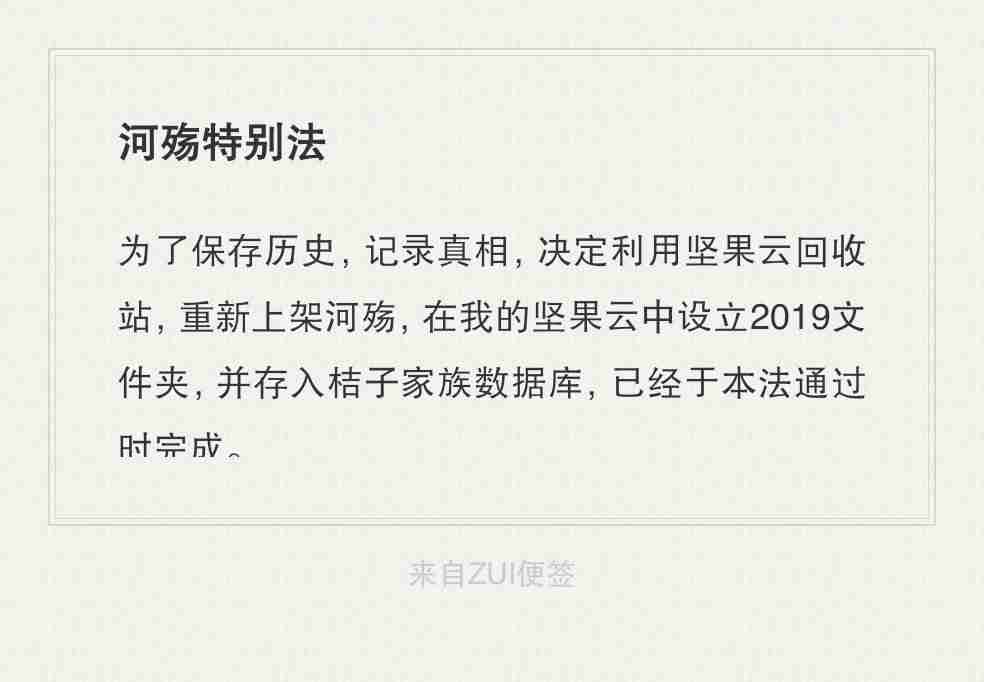 河殇特别法
为了保存历史, 记录真相, 决定利用坚果云回收
站, 重新上架河殇, 在我的坚果云中设立2019文
件夹, 并存入桔子家族数据库, 已经于本法通过
时完成。
来自ZUI便签